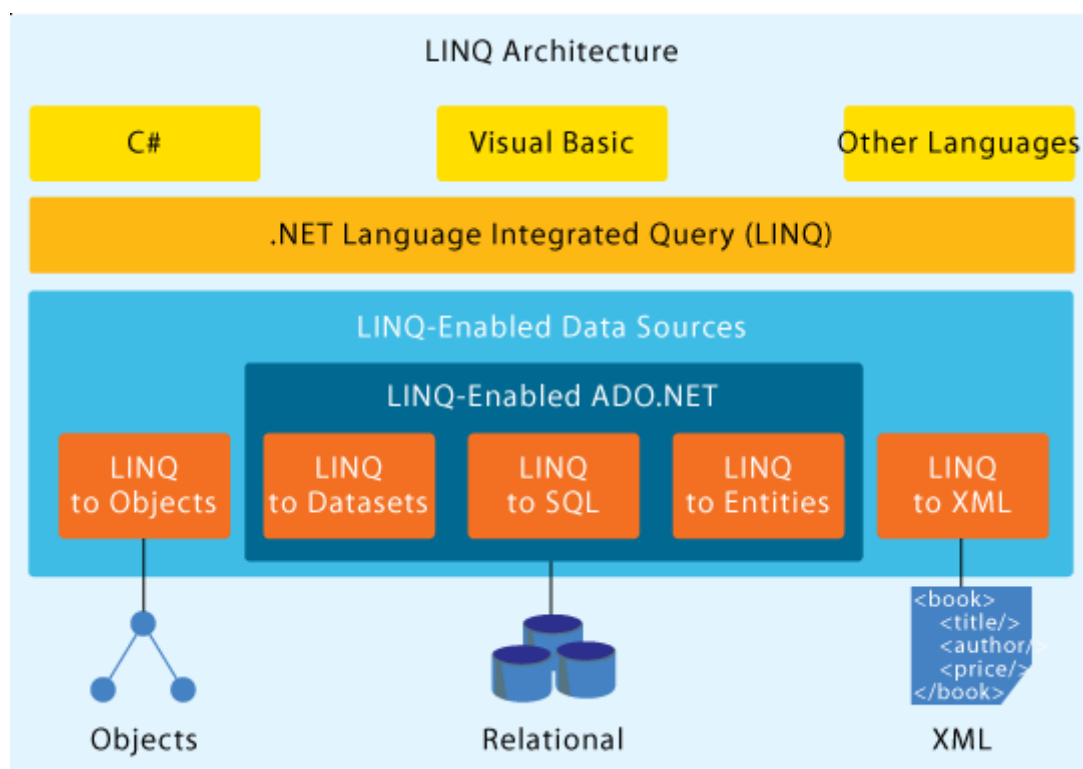 LINQ Architecture
C#
Visual Basic
Other Languages
.NET Language Integrated Query (LINQ)
LINQ-Enabled Data Sources
LINQ-Enabled ADO.NET
LINQ
to Objects
LINQ
to Datasets
LINQ
to SQL
LINQ
to Entities
LINQ
to XML
<book>
<title/>
<author/>
<price/>
</book>
Objects
Relational
XML